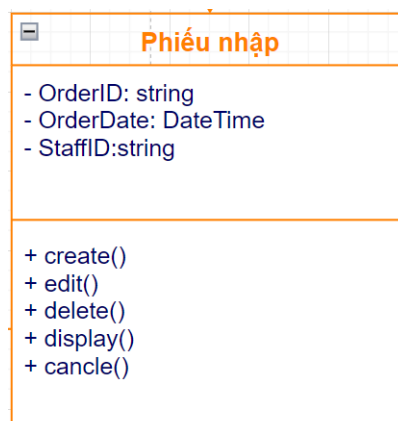 Phiếu nhập
- OrderID: string
- OrderDate: DateTime
- StaffID:string
+ create()
+ edit()
+ delete()
+ display()
+ cancle()